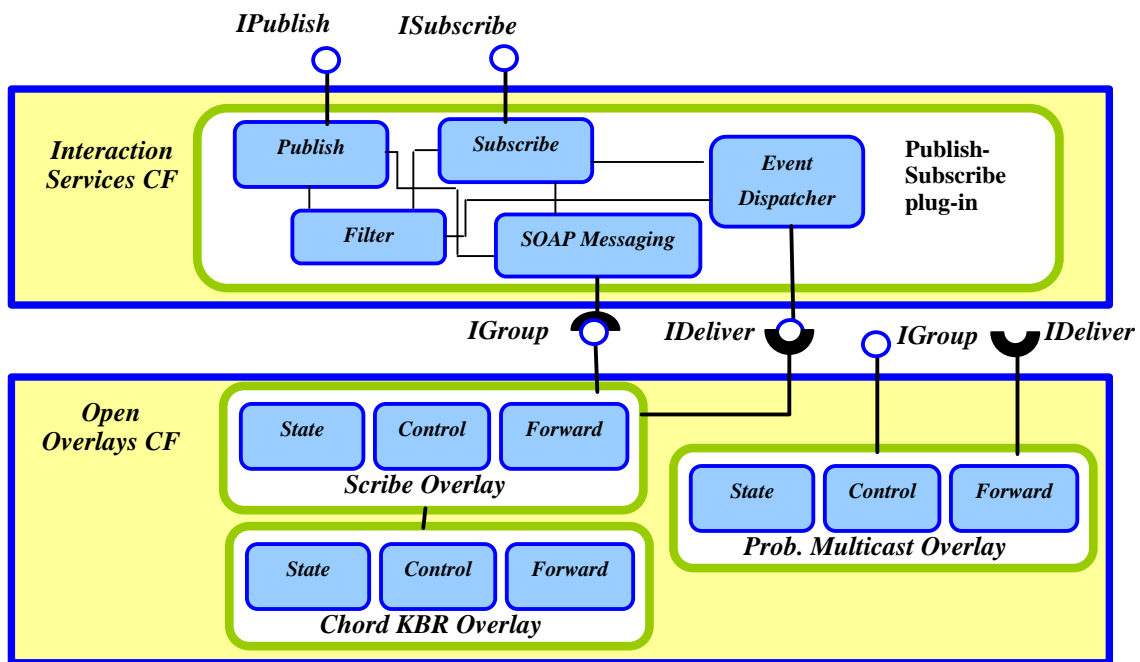 IPublish
ISubscribe
Interaction
Services CF
Publish
Subscribe
Event
Dispatcher
Filter
SOAP Messaging
Publish-
Subscribe
plug-in
IGroup
IDeliver
IGroup
IDeliver
Open
Overlays CF
State
Control
Forward
Scribe Overlay
State
Control
Forward
Prob. Multicast Overlay
State
Control
Forward
Chord KBR Overlay